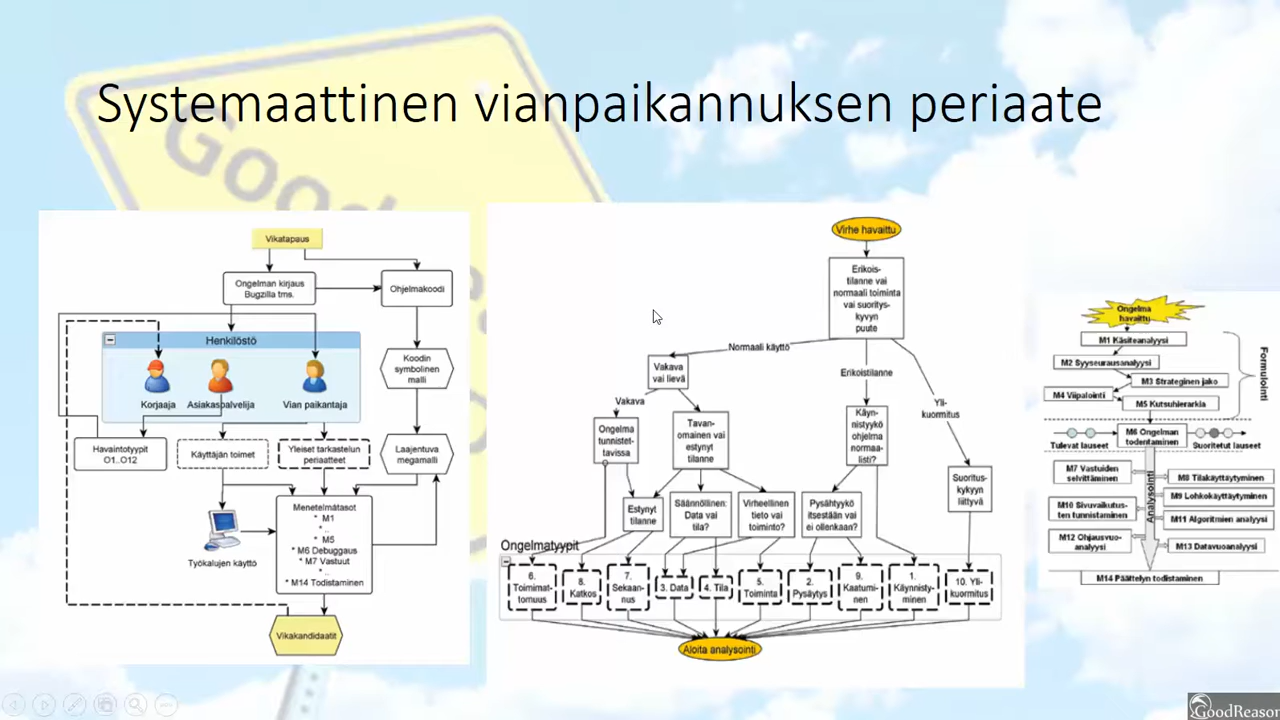 Systemaattinen vianpaikannuksen periaate
Vikatapaus
Ongelman kirjaus
Bugzilla tms.
Ohjelmakoodi
Henkilöstö
Korjaaja
Asiakaspalvelija
Vian paikantaja
Koodin
symbolinen
malli
Havaintotyypit
O1..O12
Käyttäjän toimet
Yleiset tarkastelun
periaatteet
Laajentuva
megamalli
Työkalujen käyttö
Menetelmätasot
* M1
* ..
* M5
* M6 Debuggaus
* M7 Vastuut
* ..
* M14 Todistaminen
Vikakandidaatit
Virhe havaittu
Erikois-
tilanne vai
normaali toiminta
vai suoritys-
kyvyn
puute
Normaali käyttö
Erikoistilanne
Yli-
kuormitus
Vakava
vai lievä
Vakava
Ongelma
tunnistet-
tavissa
Tavan-
omainen vai
estynyt
tilanne
Käyn-
nistyykö
ohjelma
normaa-
listi?
Suoritus-
kykyyn
liittyvä
Estynyt
tilanne
Säännöllinen:
Data vai
tila?
Virheellinen
tieto vai
toiminto?
Pysähtyykö
itsestään vai
ei ollenkaan?
Ongelmatyypit
6.
Toimimat-
tomuus
8.
Katkos
7.
Sekaan-
nus
3. Data
4. Tila
5.
Toiminta
2.
Pysäytys
9.
Kaatumi-
nen
1.
Käynnisty-
minen
10. Yli-
kuormitus
Aloita analysointi
Ongelma
havaittu
M1 Käsiteanalyysi
M2 Syyseurausanalyysi
M3 Strateginen jako
M4 Viipalointi
M5 Kutsuhierarkia
Formulointi
M6 Ongelman
todentaminen
Tulevat lauseet
Suoritetut lauseet
Analysointi
M7 Vastuiden
selvittäminen
M8 Tilakäyttäytyminen
M9 Lohkokäyttäytyminen
M10 Sivuvaikutus-
ten tunnistaminen
M11 Algoritmien analyysi
M12 Ohjausvuo-
analyysi
M13 Datavuoanalyysi
M14 Päättelyn todistaminen
GoodReason